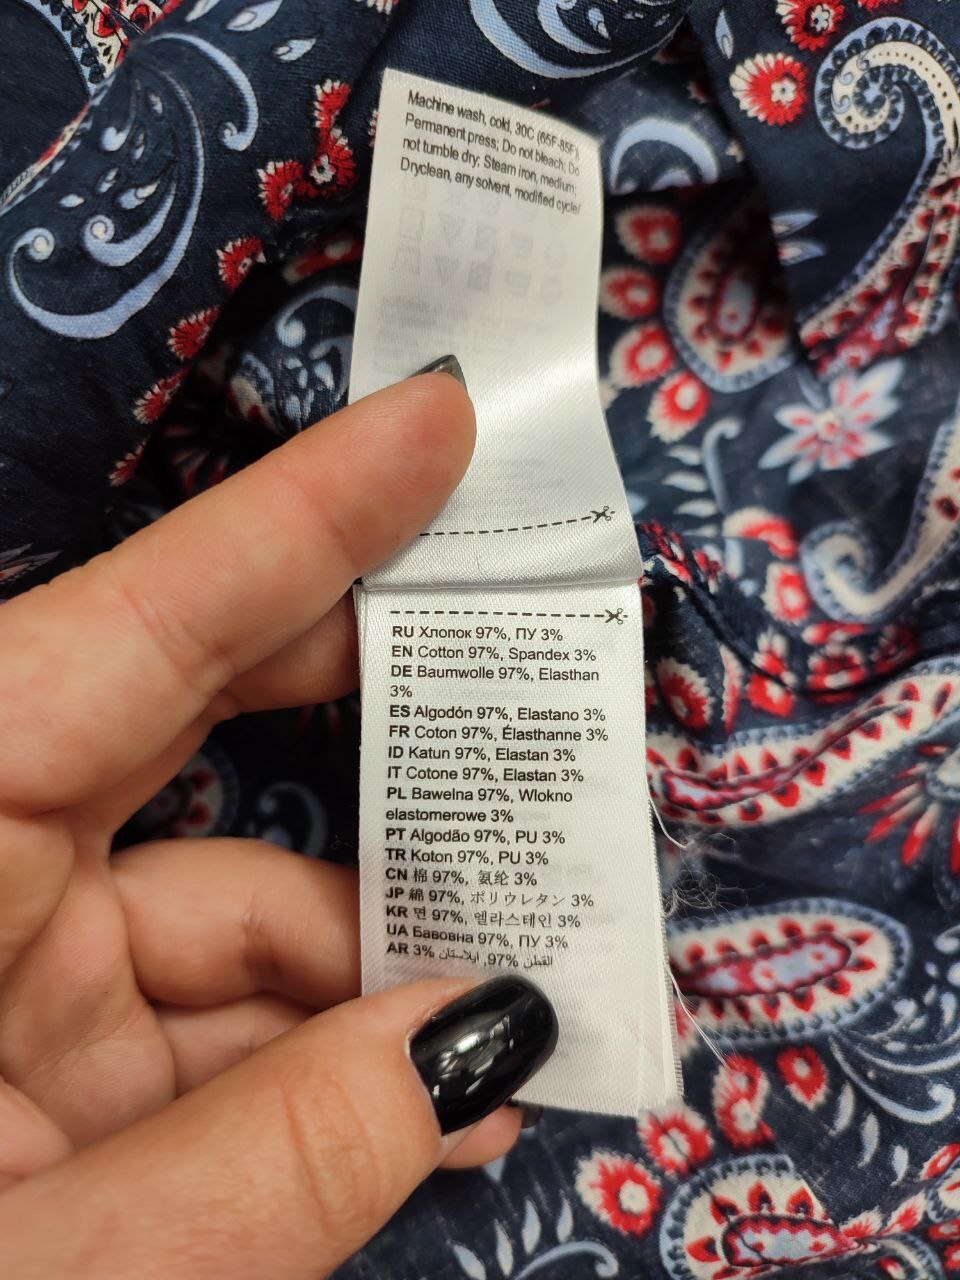 Machine wash, cold, 30C (65F-85F)
Permanent press; Do not bleach; Do
not tumble dry; Steam iron, medium;
Dryclean, any solvent, modified cycle/
RU Хлопок 97%, ПУ 3%
EN Cotton 97%, Spandex 3%
DE Baumwolle 97%, Elasthan
3%
ES Algodón 97%, Elastano 3%
FR Coton 97%, Élasthanne 3%
ID Katun 97%, Elastan 3%
IT Cotone 97%, Elastan 3%
PL Bawelna 97%, Wlokno
elastomerowe 3%
PT Algodão 97%, PU 3%
TR Koton 97%, PU 3%
CN 棉 97%, 氨纶 3%
JP 綿 97%, ポリウレタン 3%
KR 면 97%, 엘라스테인 3%
UA Бавовна 97%, ПУ 3%
AR القطن 97%, ايلاستان 3%